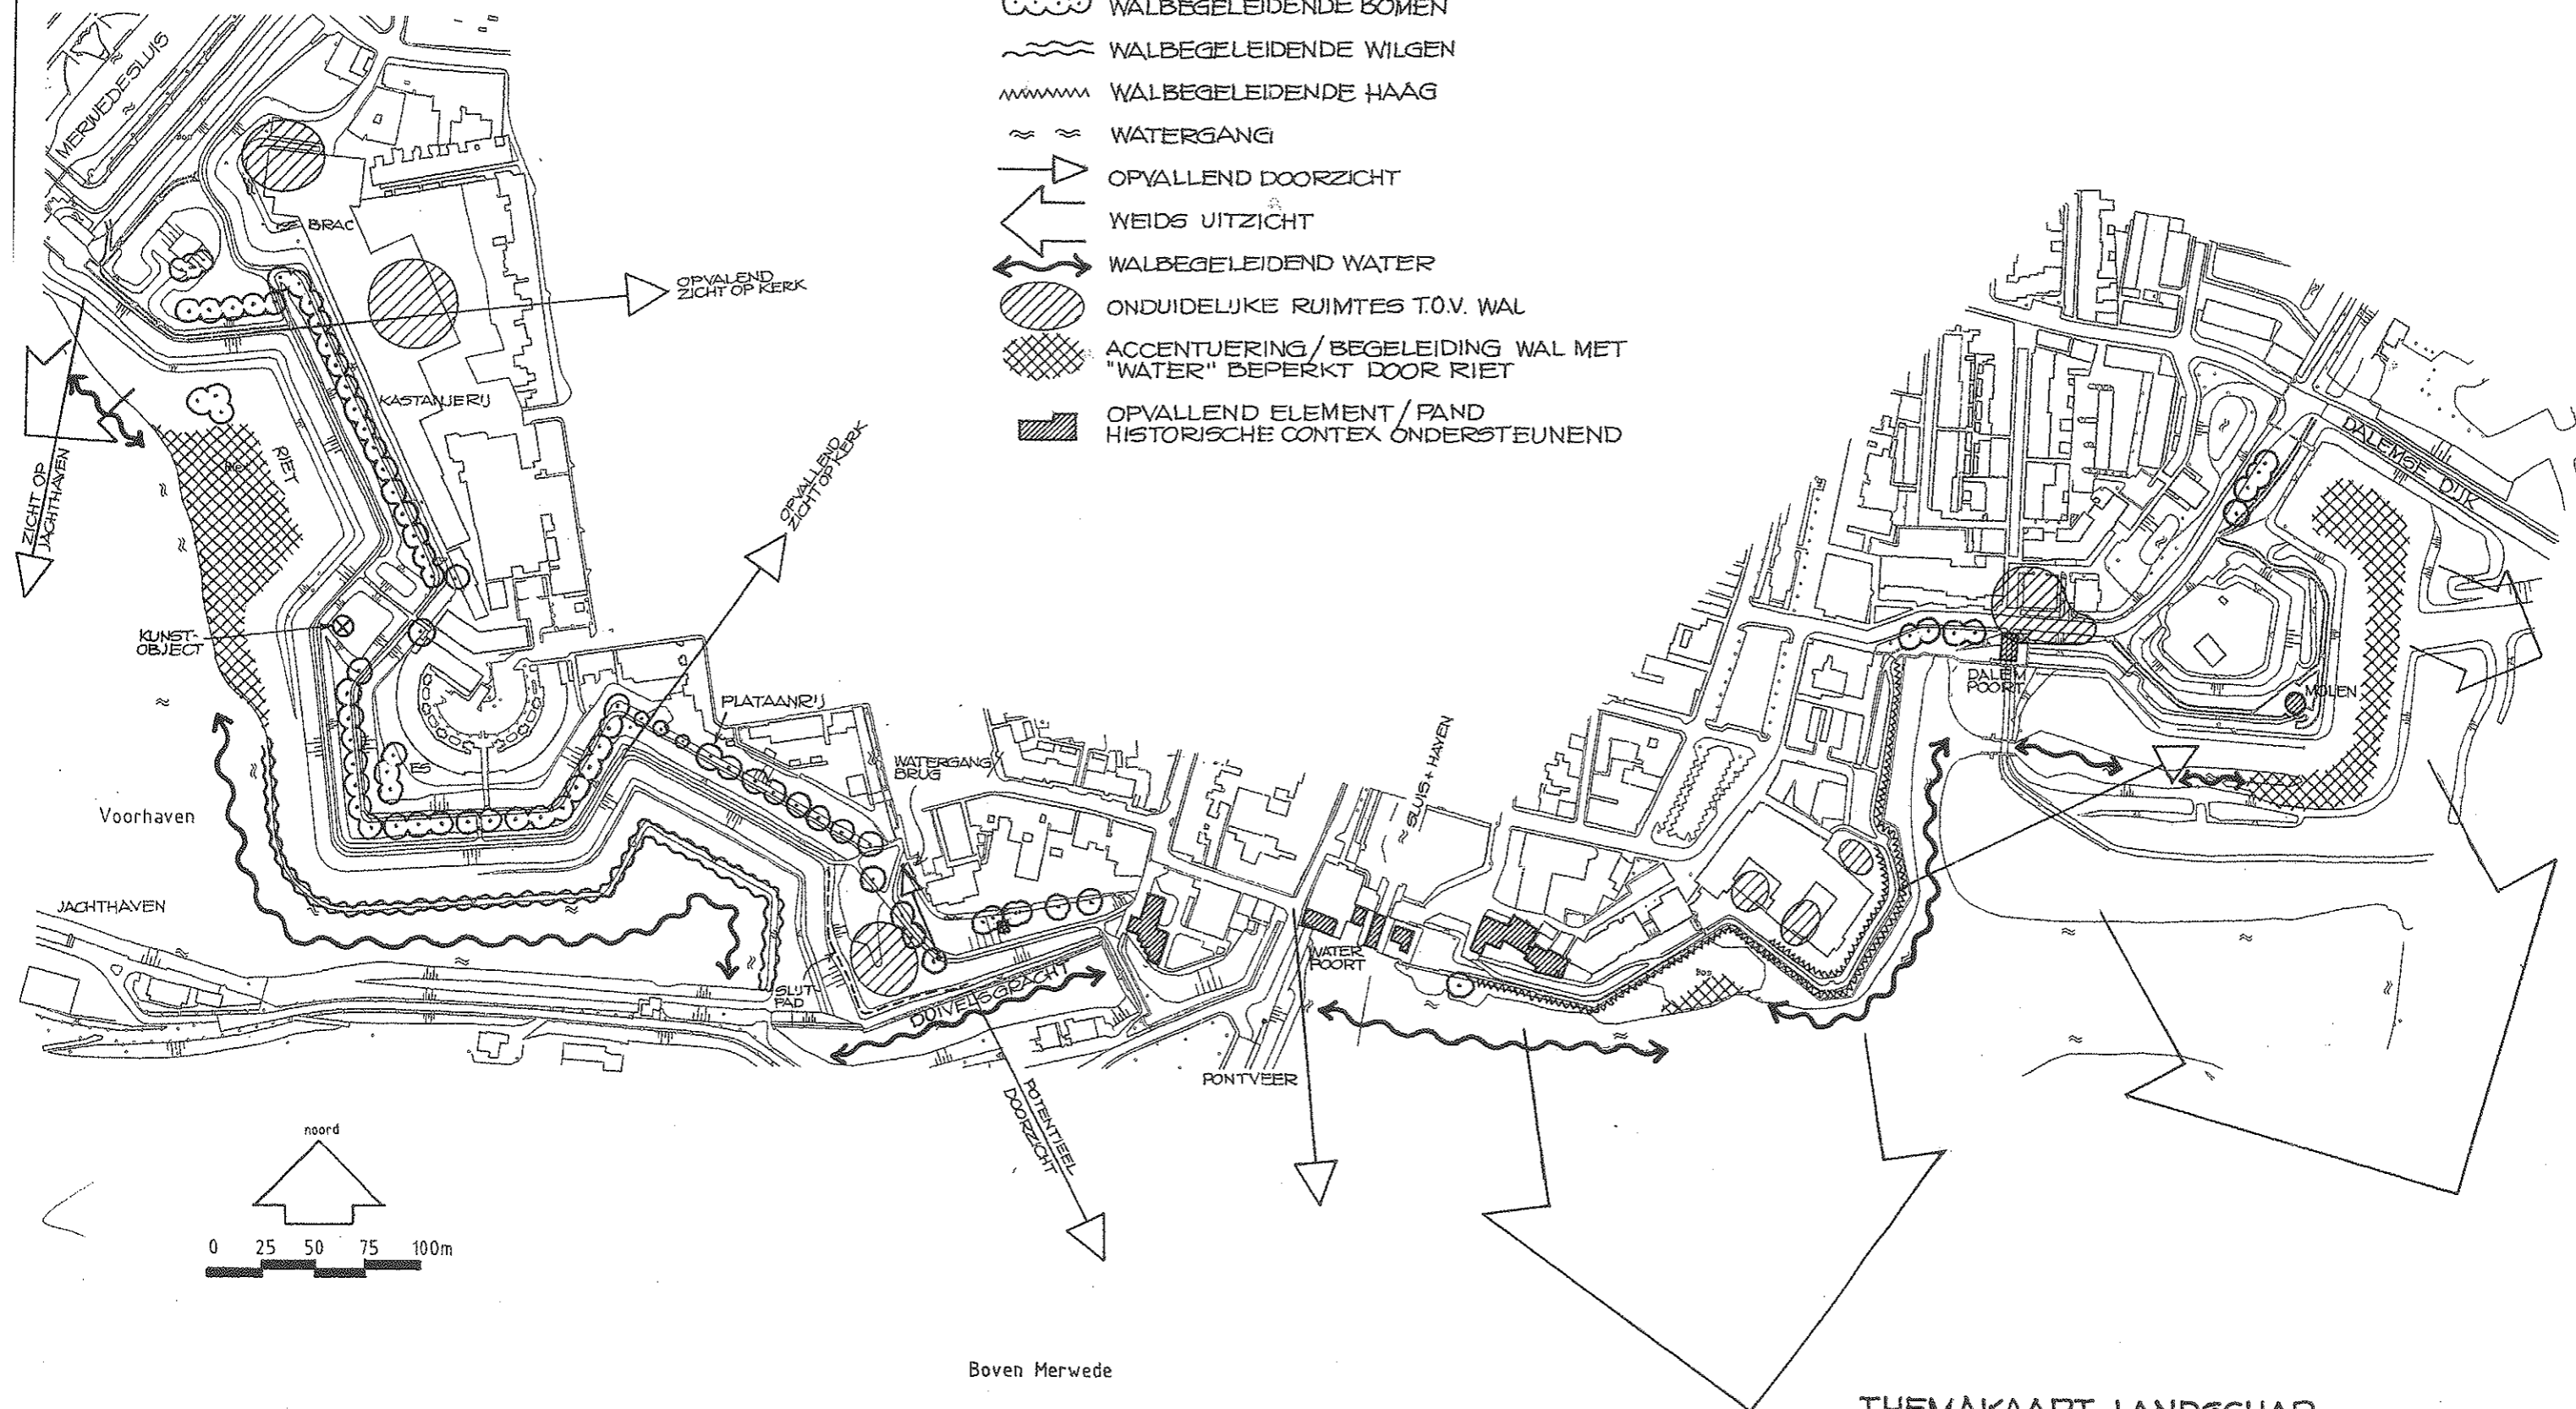 WALBEGELEIDENDE BOMEN
WALBEGELEIDENDE WILGEN
WALBEGELEIDENDE HAAG
WATERGANG
OPVALLEND DOORZICHT
WEIDS UITZICHT
WALBEGELEIDEND WATER
ONDUIDELIJKE RUIMTES T.O.V. WAL
ACCENTUERING/BEGELEIDING WAL MET
"WATER" BEPERKT DOOR RIET
OPVALLEND ELEMENT/PAND
HISTORISCHE CONTEX ONDERSTEUNEND
MERWEDESLUIS
BRAC
OPVALEND
ZICHT OP KERK
KASTANJERIJ
RIET
Riet
ZICHT OP
JACHTHAVEN
OPVALLEND
ZICHT OP KERK
KUNST-
OBJECT
PLATAANRIJ
ES
WATERGANG
BRUG
Voorhaven
JACHTHAVEN
SLIJT-
PAD
DUIVELSGRACHT
POTENTIEEL
DOORZICHT
PONTVEER
WATER
POORT
SLUIS + HAVEN
DALEM
POORT
MOLEN
DALEMSE DIJK
noord
0 25 50 75 100m
Boven Merwede
THEMAKAART LANDSCHAP